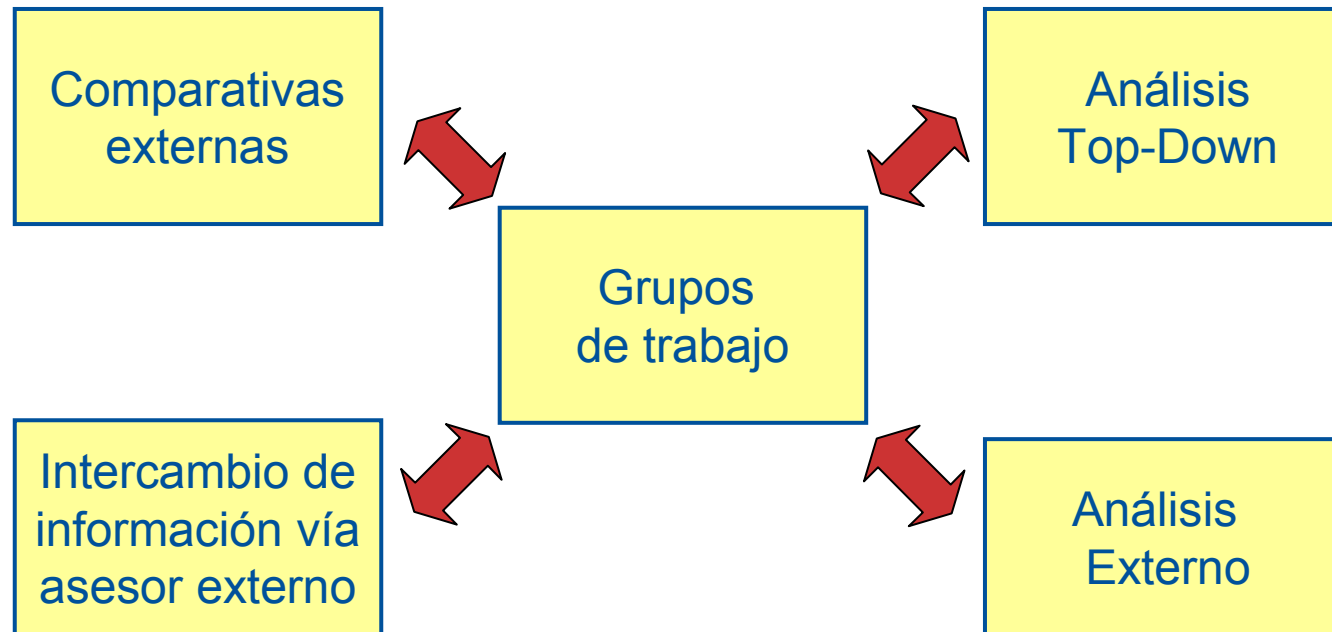 Comparativas
externas
Análisis
Top-Down
Grupos
de trabajo
Intercambio de
información vía
asesor externo
Análisis
Externo